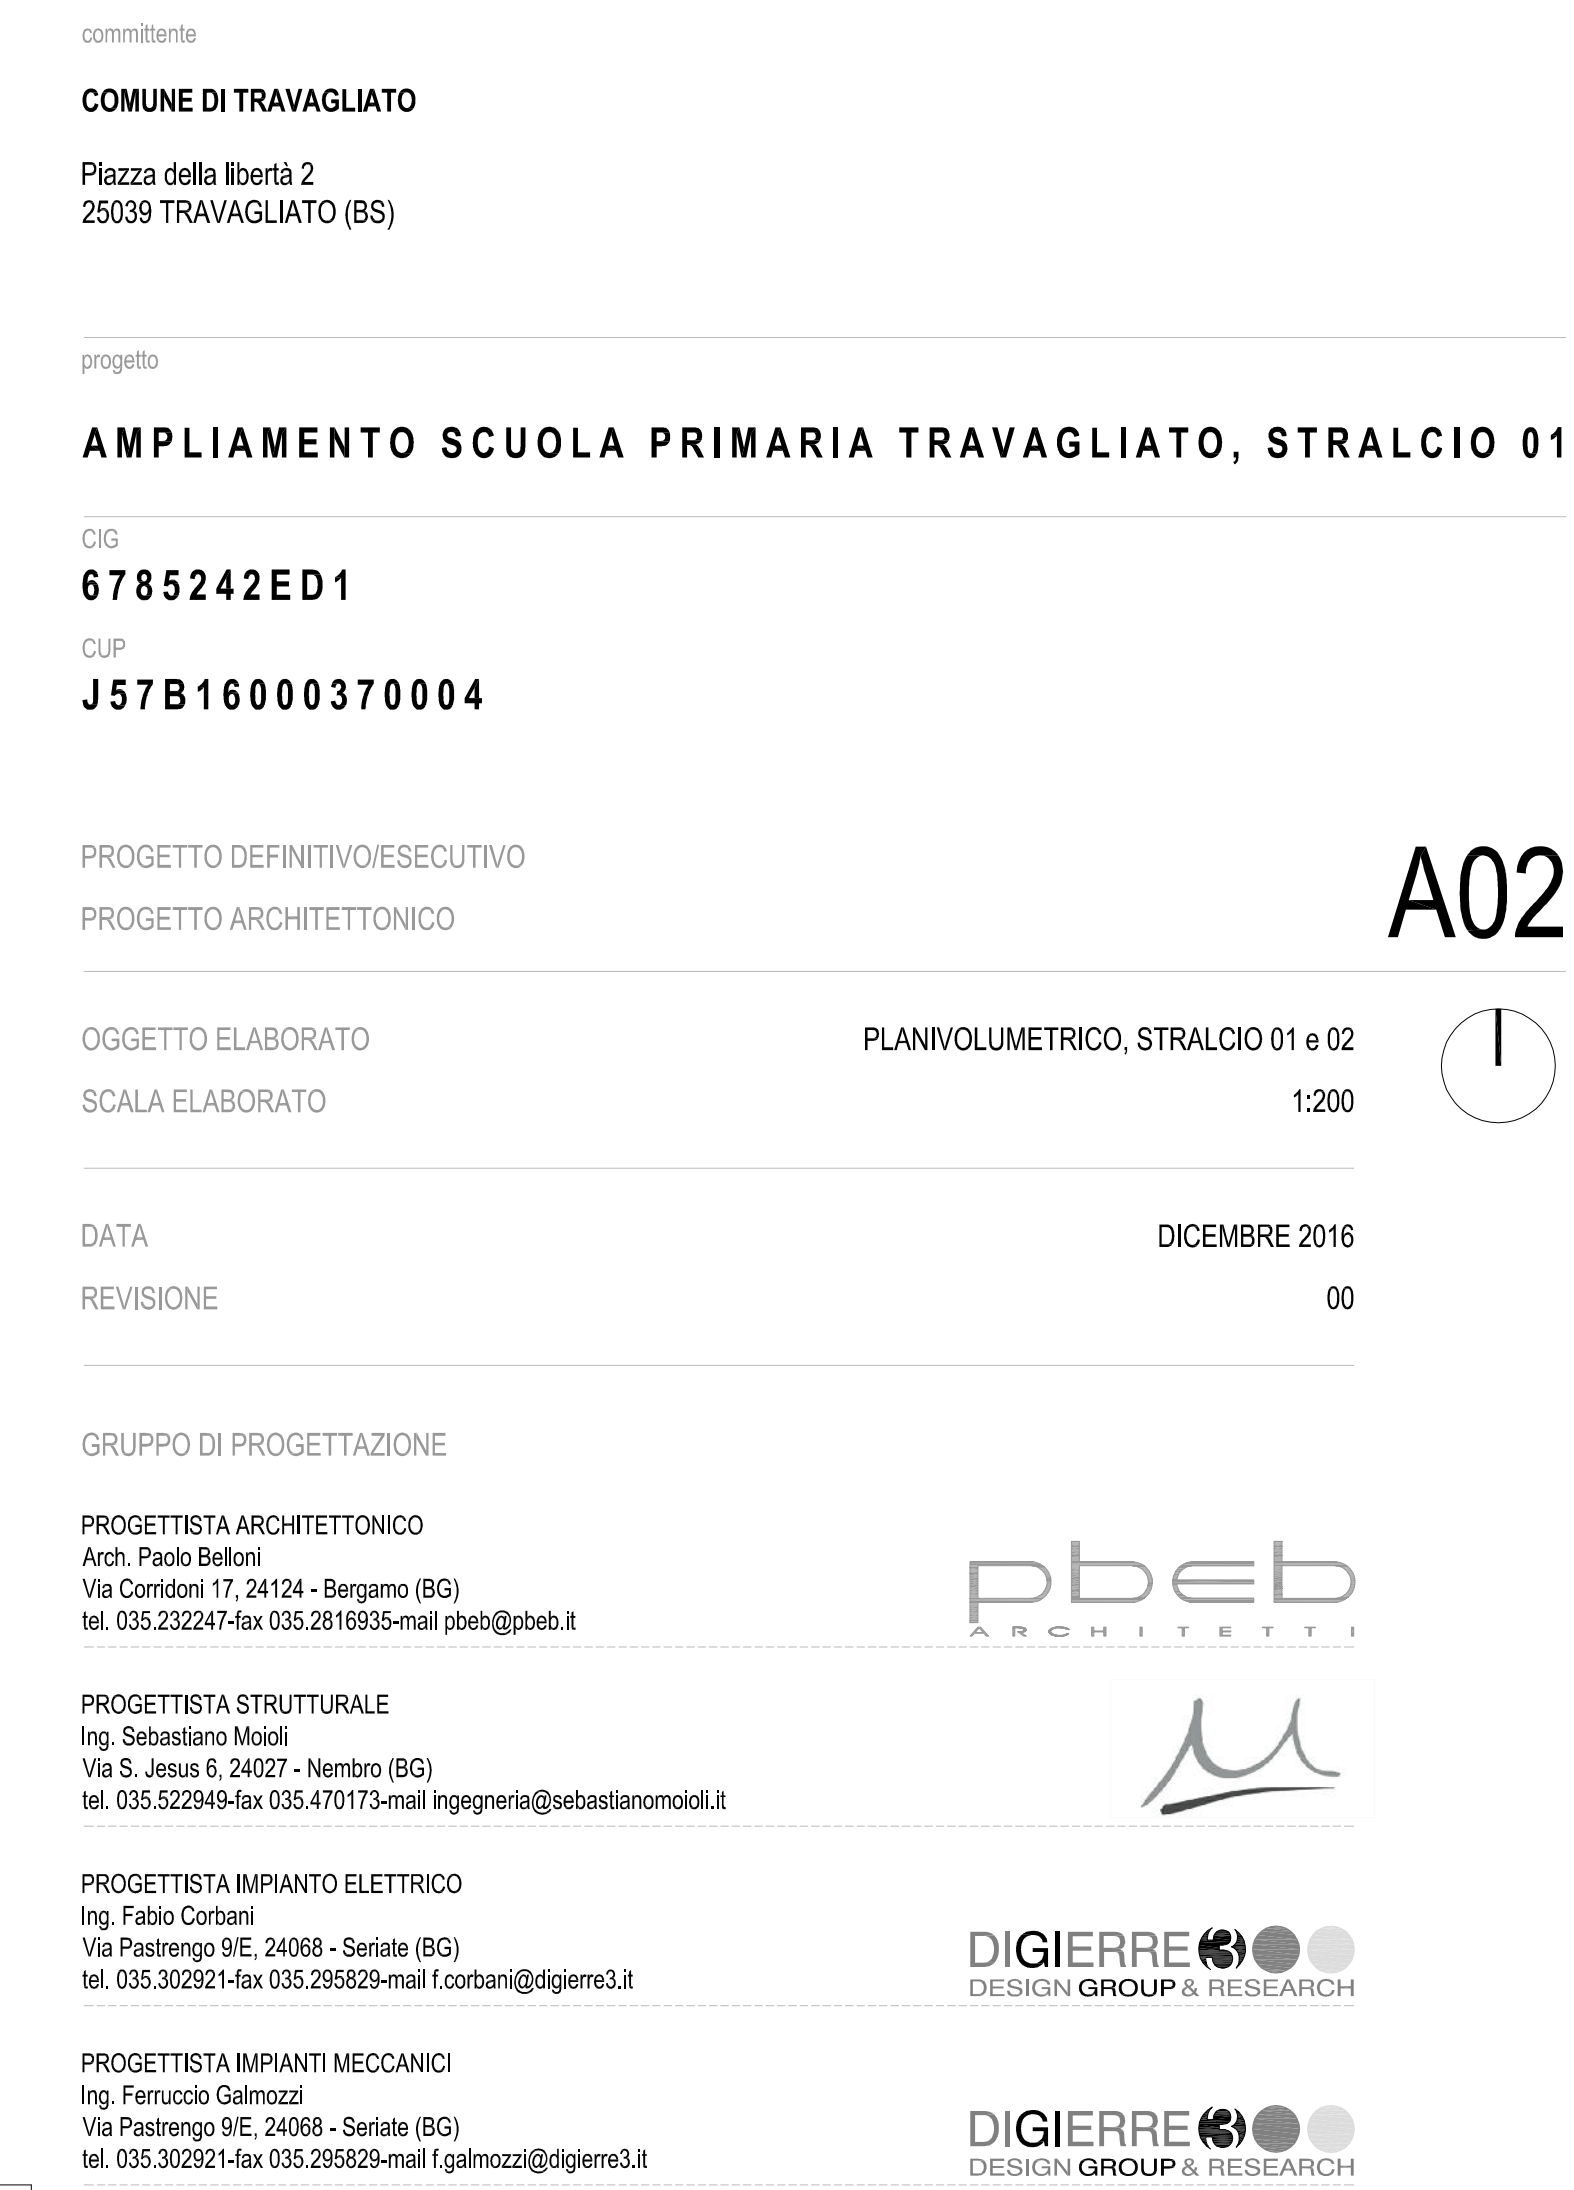 committente
COMUNE DI TRAVAGLIATO
Piazza della libertà 2
25039 TRAVAGLIATO (BS)
progetto
AMPLIAMENTO SCUOLA PRIMARIA TRAVAGLIATO, STRALCIO 01
CIG
6785242ED1
CUP
J57B16000370004
PROGETTO DEFINITIVO/ESECUTIVO
PROGETTO ARCHITETTONICO
A02
OGGETTO ELABORATO PLANIVOLUMETRICO, STRALCIO 01 e 02
SCALA ELABORATO 1:200
DATA DICEMBRE 2016
REVISIONE 00
GRUPPO DI PROGETTAZIONE
PROGETTISTA ARCHITETTONICO
Arch. Paolo Belloni
Via Corridoni 17, 24124 - Bergamo (BG)
tel. 035.232247-fax 035.2816935-mail pbeb@pbeb.it
pbeb
ARCHITETTI
PROGETTISTA STRUTTURALE
Ing. Sebastiano Moioli
Via S. Jesus 6, 24027 - Nembro (BG)
tel. 035.522949-fax 035.470173-mail ingegneria@sebastianomoioli.it
PROGETTISTA IMPIANTO ELETTRICO
Ing. Fabio Corbani
Via Pastrengo 9/E, 24068 - Seriate (BG)
tel. 035.302921-fax 035.295829-mail f.corbani@digierre3.it
DIGIERRE3
DESIGN GROUP & RESEARCH
PROGETTISTA IMPIANTI MECCANICI
Ing. Ferruccio Galmozzi
Via Pastrengo 9/E, 24068 - Seriate (BG)
tel. 035.302921-fax 035.295829-mail f.galmozzi@digierre3.it
DIGIERRE3
DESIGN GROUP & RESEARCH